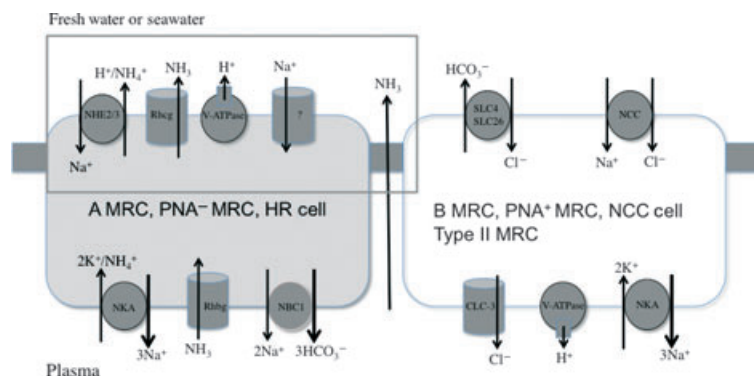 Fresh water or seawater
H⁺/NH₄⁺
NH₃
H⁺
Na⁺
NH₃
HCO₃⁻
NHE2/3
Rbcg
V-ATPase
?
SLC4
SLC26
NCC
Na⁺
Cl⁻
Na⁺
Cl⁻
A MRC, PNA⁻ MRC, HR cell
B MRC, PNA⁺ MRC, NCC cell
Type II MRC
2K⁺/NH₄⁺
2K⁺
NKA
Rhbg
NBC1
CLC-3
V-ATPase
NKA
3Na⁺
NH₃
2Na⁺
3HCO₃⁻
Cl⁻
H⁺
3Na⁺
Plasma